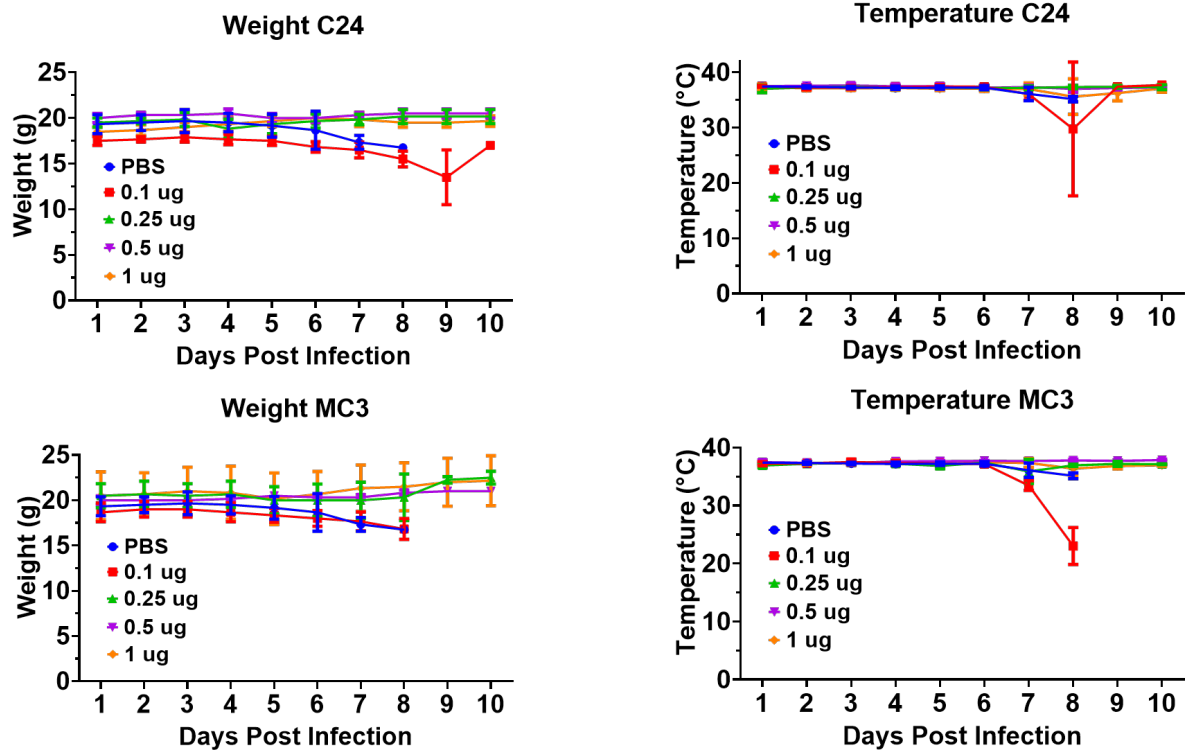 Weight C24
Weight (g)
25
20
15
10
5
0
PBS
0.1 ug
0.25 ug
0.5 ug
1 ug
1 2 3 4 5 6 7 8 9 10
Days Post Infection
Temperature C24
Temperature (°C)
40
30
20
10
0
PBS
0.1 ug
0.25 ug
0.5 ug
1 ug
1 2 3 4 5 6 7 8 9 10
Days Post Infection
Weight MC3
Weight (g)
25
20
15
10
5
0
PBS
0.1 ug
0.25 ug
0.5 ug
1 ug
1 2 3 4 5 6 7 8 9 10
Days Post Infection
Temperature MC3
Temperature (°C)
40
30
20
10
0
PBS
0.1 ug
0.25 ug
0.5 ug
1 ug
1 2 3 4 5 6 7 8 9 10
Days Post Infection